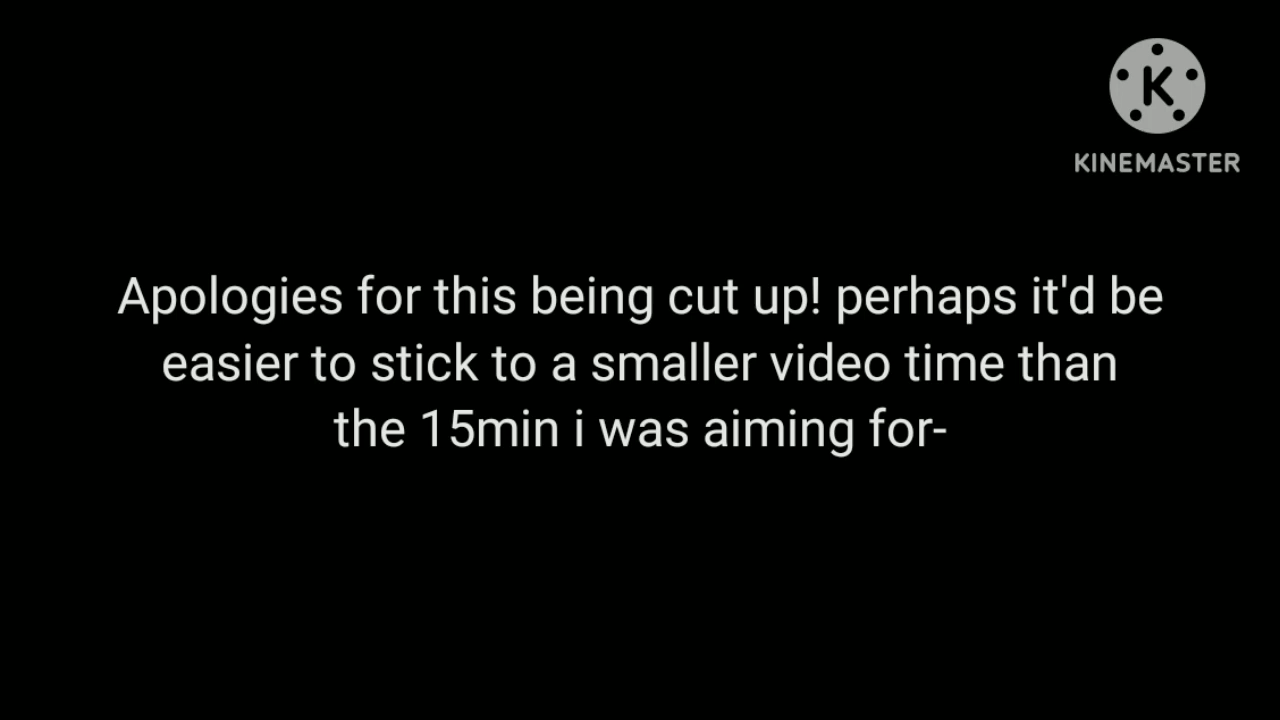 K
KINEMASTER
Apologies for this being cut up! perhaps it'd be
easier to stick to a smaller video time than
the 15min i was aiming for-